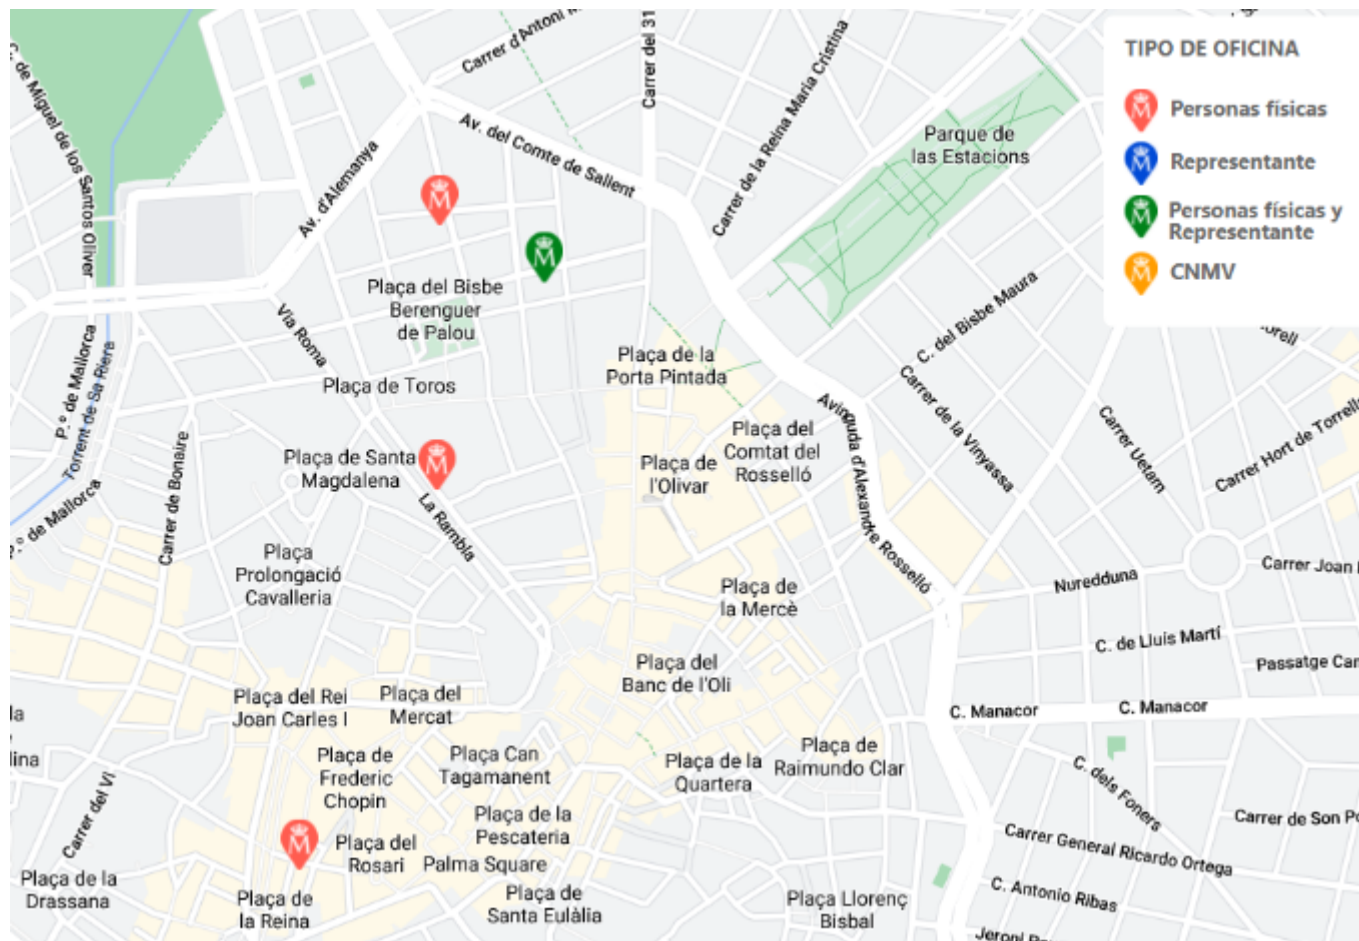 TIPO DE OFICINA
Personas físicas
Representante
Personas físicas y
Representante
CNMV
Carrer d'Antoni
Carrer del 31
Carrer de la Reina Maria Cristina
C. de Miguel de los Santos Oliver
Av. del Comte de Sallent
Av. d'Alemanya
Parque de
las Estacions
Plaça del Bisbe
Berenguer
de Palou
Via Roma
P.º de Mallorca
Torrent de Sa Riera
C. del Bisbe Maura
Plaça de la
Porta Pintada
Plaça de Toros
Avinguda d'Alexandre Rosselló
Carrer de la Vinyassa
Carrer Uetam
Carrer Hort de Torrella
Plaça del
Comtat del
Rosselló
Plaça de Santa
Magdalena
Plaça de
l'Olivar
Carrer de Bonaire
P.º de Mallorca
La Rambla
Plaça
Prolongació
Cavalleria
Plaça de
la Mercè
Nuredduna
Carrer Joan
C. de Lluís Martí
Passatge Can
Plaça del
Banc de l'Oli
Plaça del Rei
Joan Carles I
Plaça del
Mercat
C. Manacor
C. Manacor
Plaça de
Frederic
Chopin
Plaça Can
Tagamanent
Plaça de la
Quartera
Plaça de
Raimundo Clar
C. dels Foners
Carrer del VI
Plaça de la
Pescateria
Carrer de Son
Carrer General Ricardo Ortega
Plaça del
Rosari
Palma Square
Plaça de la
Drassana
Plaça de
la Reina
Plaça de
Santa Eulàlia
Plaça Llorenç
Bisbal
C. Antonio Ribas
Jeroni